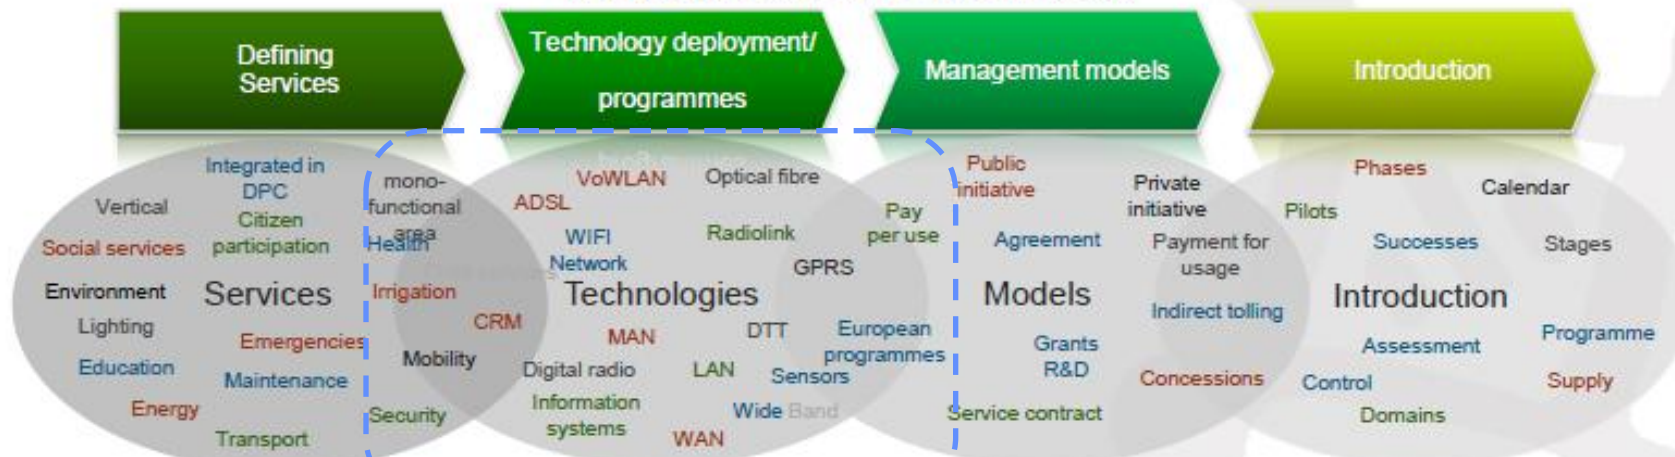 Defining
Services
Technology deployment/
programmes
Management models
Introduction
Integrated in
DPC
Vertical
Citizen
participation
Social services
Environment
Services
Lighting
Emergencies
Education
Maintenance
Energy
Transport
mono-
functional
area
Health
Irrigation
CRM
Mobility
Security
VoWLAN
Optical fibre
ADSL
WIFI
Network
Radiolink
GPRS
Technologies
MAN
DTT
European
programmes
Digital radio
LAN
Sensors
Information
systems
Wide Band
WAN
Pay
per use
Public
initiative
Private
initiative
Agreement
Payment for
usage
Models
Indirect tolling
Grants
R&D
Concessions
Service contract
Phases
Calendar
Pilots
Successes
Stages
Introduction
Programme
Assessment
Control
Supply
Domains